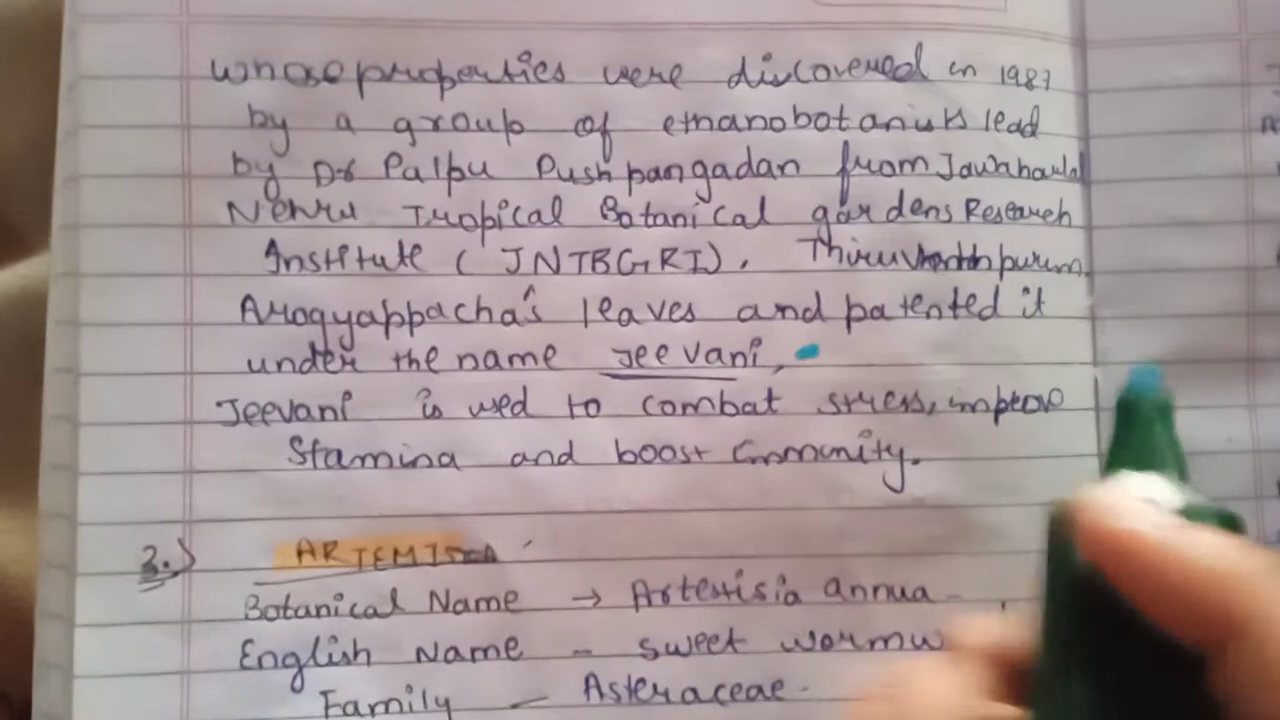 whose properties were discovered in 1987
by a group of ethanobotanists lead
by Dr Palpu Pushpangadan from Jawaharlal
Nehru Tropical Botanical gardens Research
Institute (JNTBGRI).
Arogyappacha's leaves and patented it
under the name Jeevani,
Jeevani is used to combat stress, improve
Stamina and boost immunity.
3.) ARTEMISIA
Botanical Name → Artestisia annua -
English Name - sweet wormw
Family - Asteraceae.